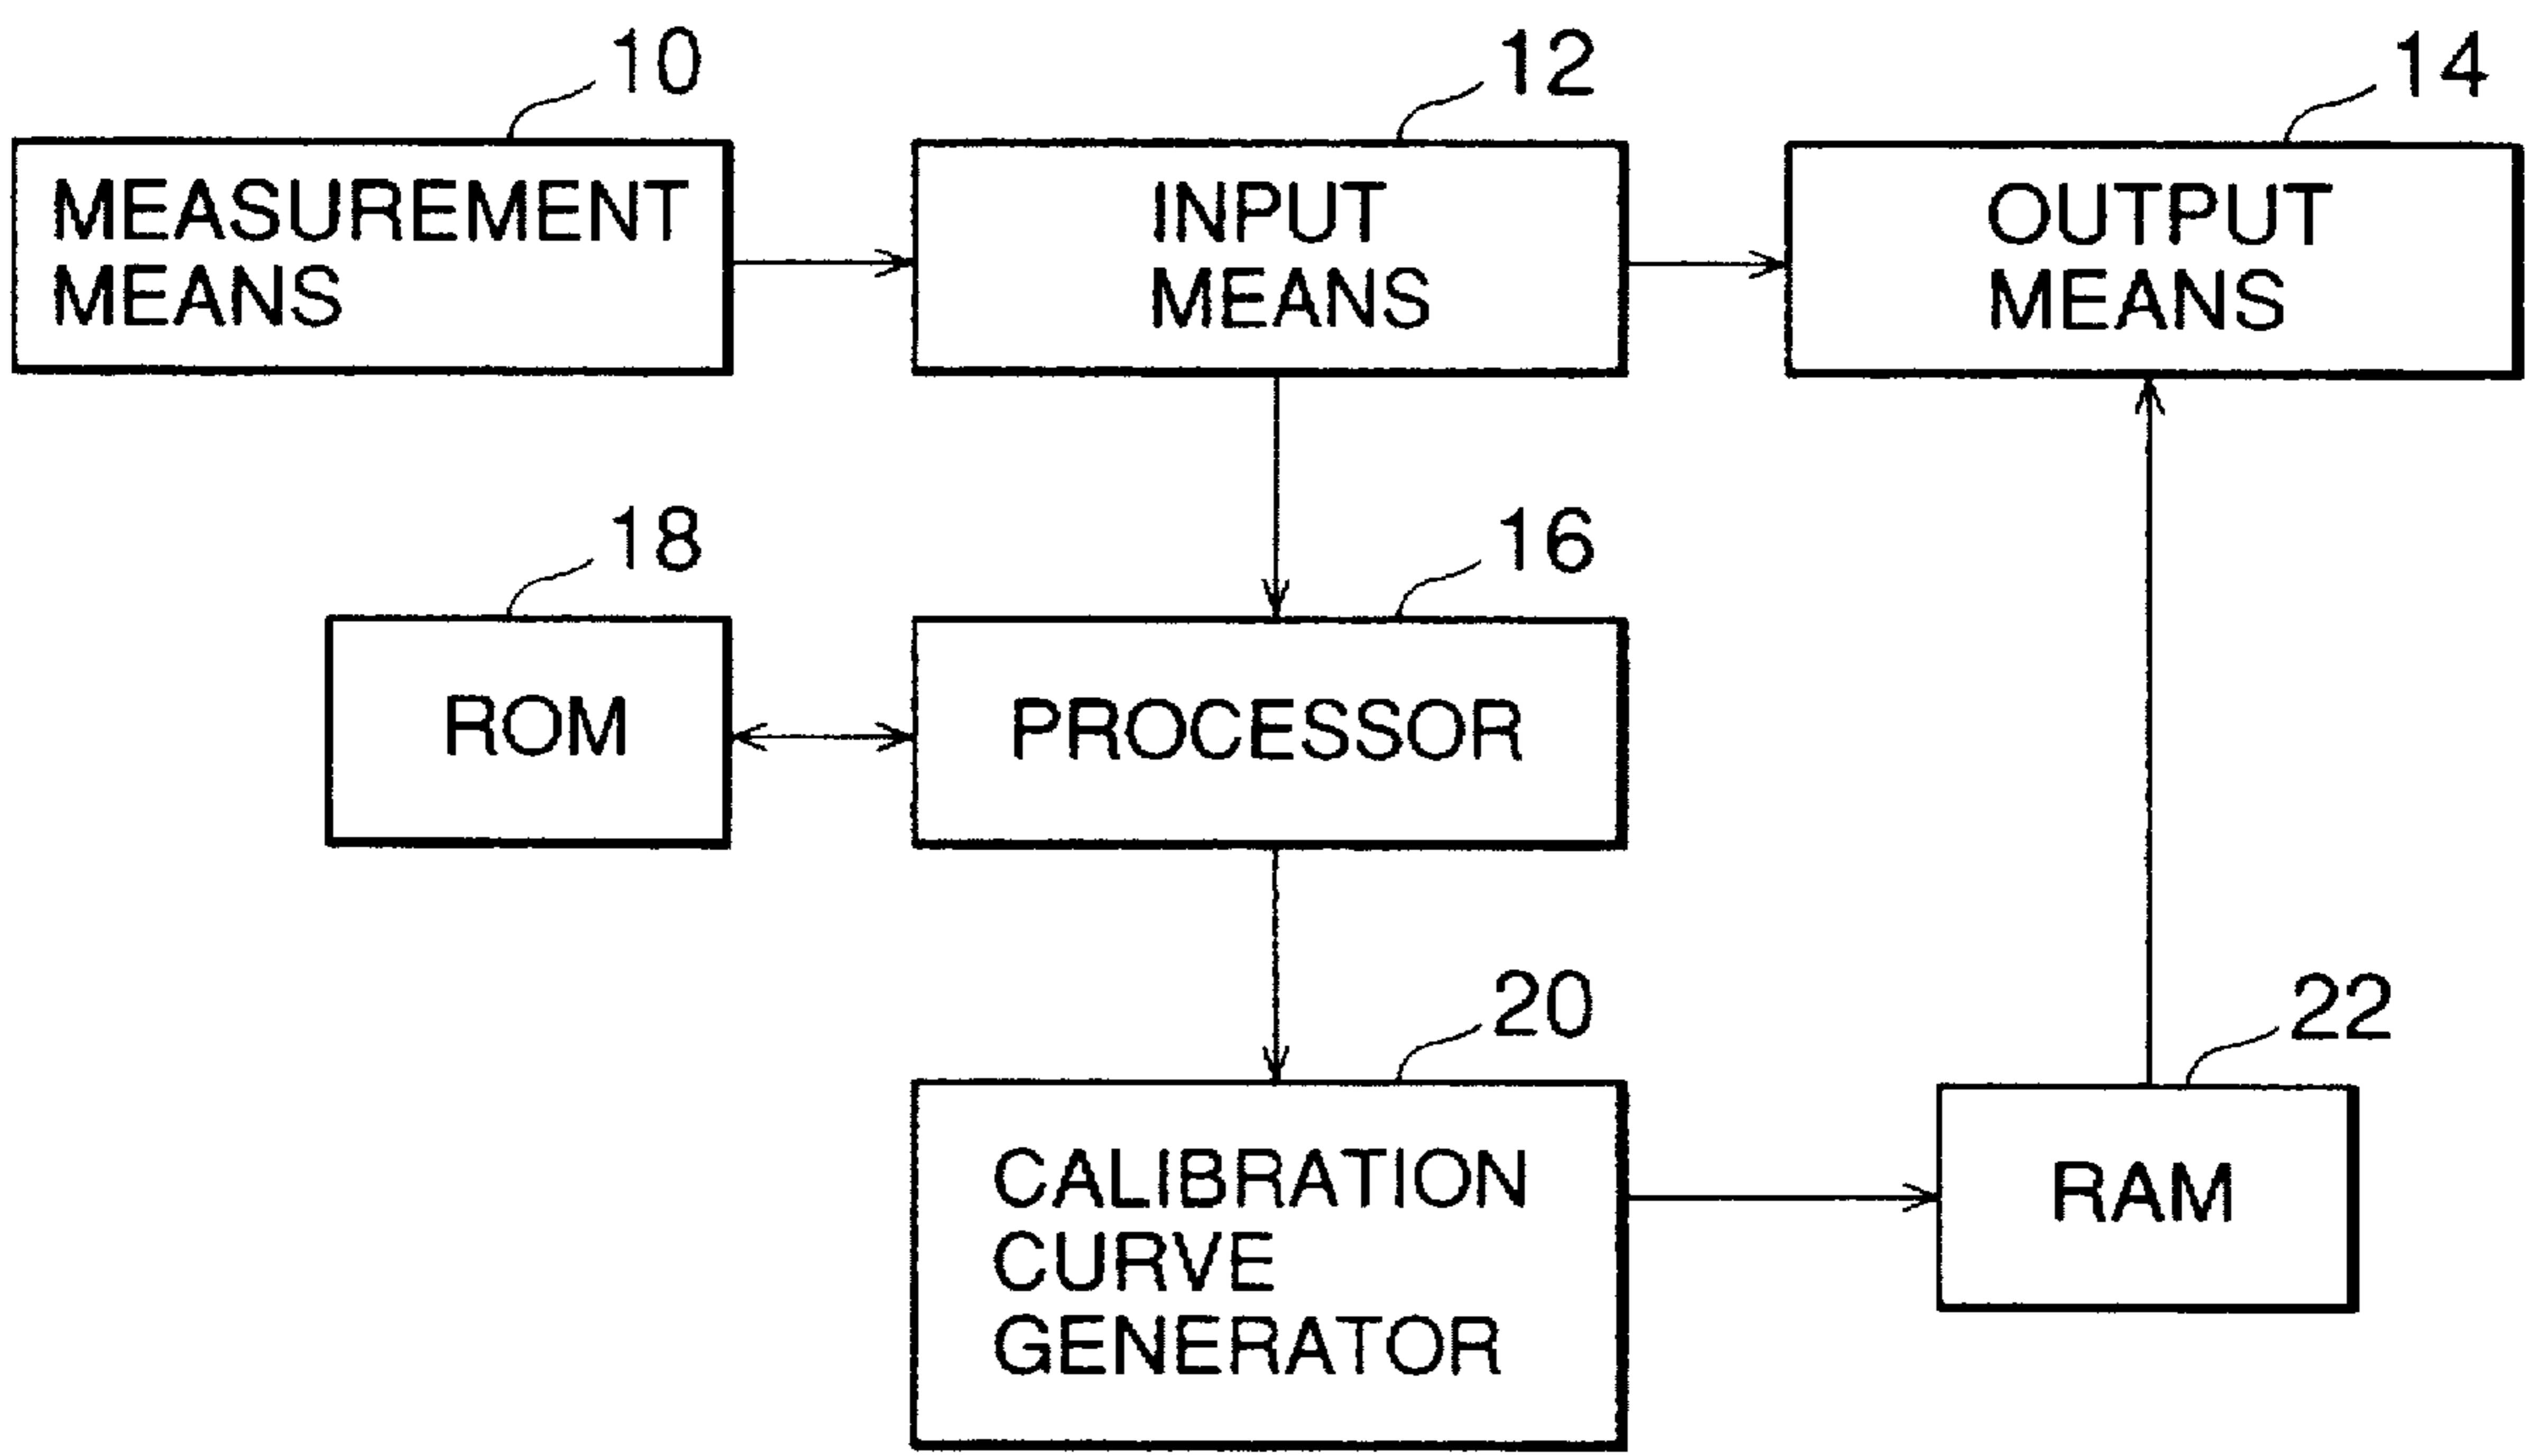 10
12
14
MEASUREMENT
MEANS
INPUT
MEANS
OUTPUT
MEANS
18
16
ROM
PROCESSOR
20
22
CALIBRATION
CURVE
GENERATOR
RAM